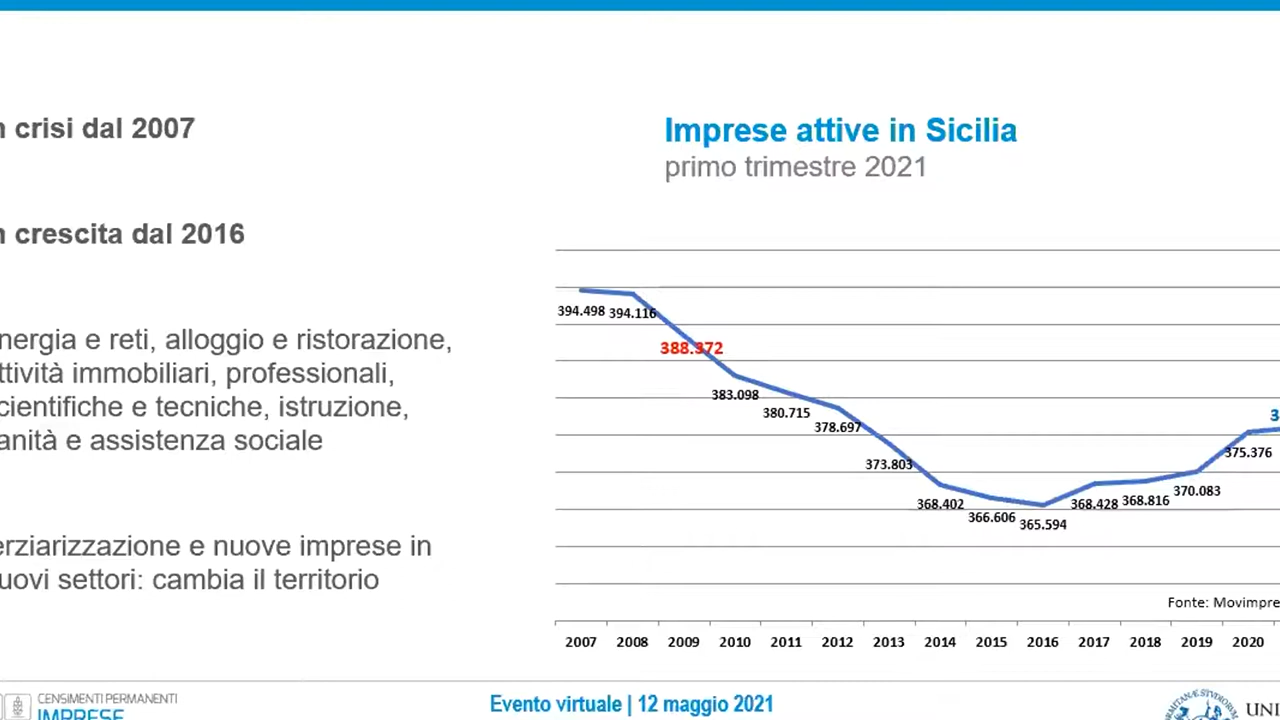 n crisi dal 2007
n crescita dal 2016
nergia e reti, alloggio e ristorazione,
ttività immobiliari, professionali,
cientifiche e tecniche, istruzione,
anità e assistenza sociale
erziarizzazione e nuove imprese in
uovi settori: cambia il territorio
Imprese attive in Sicilia
primo trimestre 2021
394.498
394.116
388.372
383.098
380.715
378.697
373.803
368.402
366.606
365.594
368.428
368.816
370.083
375.376
3
Fonte: Movimpre
2007 2008 2009 2010 2011 2012 2013 2014 2015 2016 2017 2018 2019 2020
CENSIMENTI PERMANENTI
IMPRESE
Evento virtuale | 12 maggio 2021
UNI